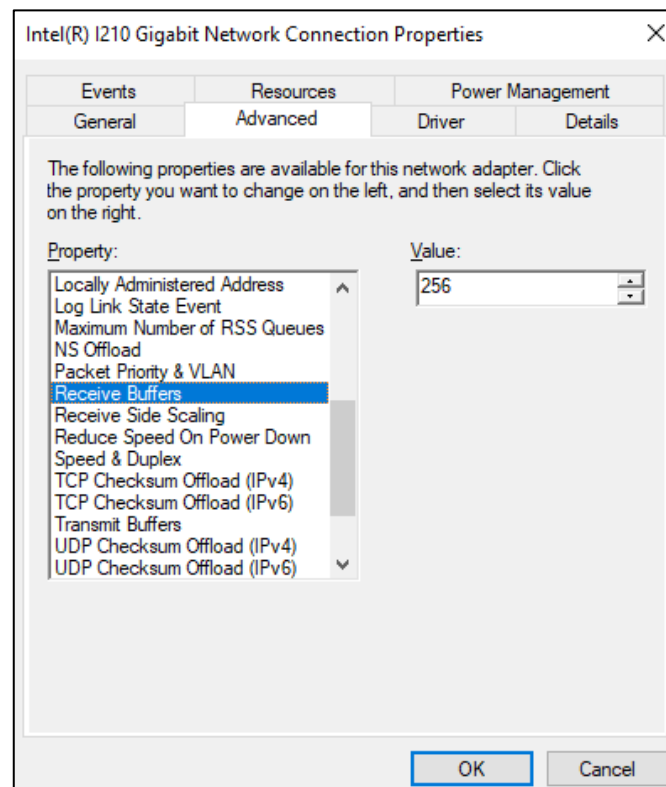 Intel(R) I210 Gigabit Network Connection Properties
Events Resources Power Management
General Advanced Driver Details
The following properties are available for this network adapter. Click
the property you want to change on the left, and then select its value
on the right.
Property:
Locally Administered Address
Log Link State Event
Maximum Number of RSS Queues
NS Offload
Packet Priority & VLAN
Receive Buffers
Receive Side Scaling
Reduce Speed On Power Down
Speed & Duplex
TCP Checksum Offload (IPv4)
TCP Checksum Offload (IPv6)
Transmit Buffers
UDP Checksum Offload (IPv4)
UDP Checksum Offload (IPv6)
Value:
256
OK Cancel